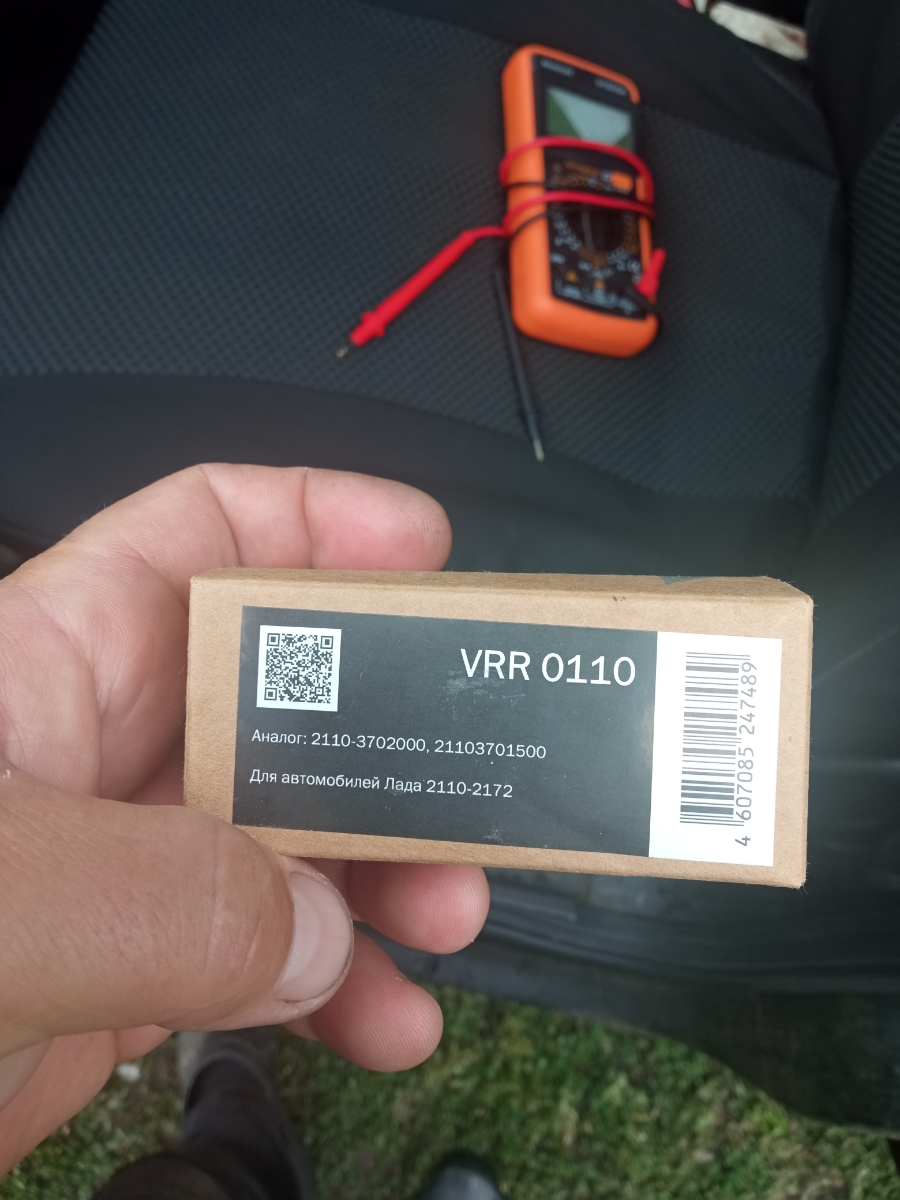 VRR 0110
Аналог: 2110-3702000, 21103701500
Для автомобилей Лада 2110-2172
4 607085 247489